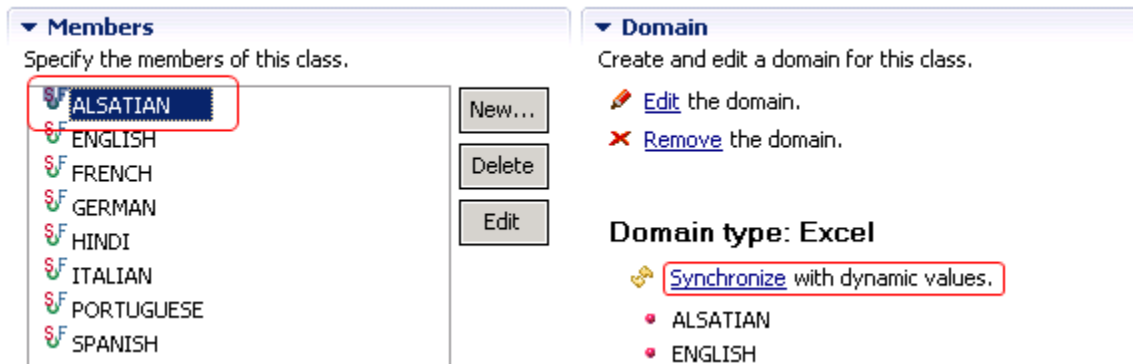 Members
Specify the members of this class.
ALSATIAN
ENGLISH
FRENCH
GERMAN
HINDI
ITALIAN
PORTUGUESE
SPANISH
New...
Delete
Edit
Domain
Create and edit a domain for this class.
Edit the domain.
Remove the domain.
Domain type: Excel
Synchronize with dynamic values.
ALSATIAN
ENGLISH